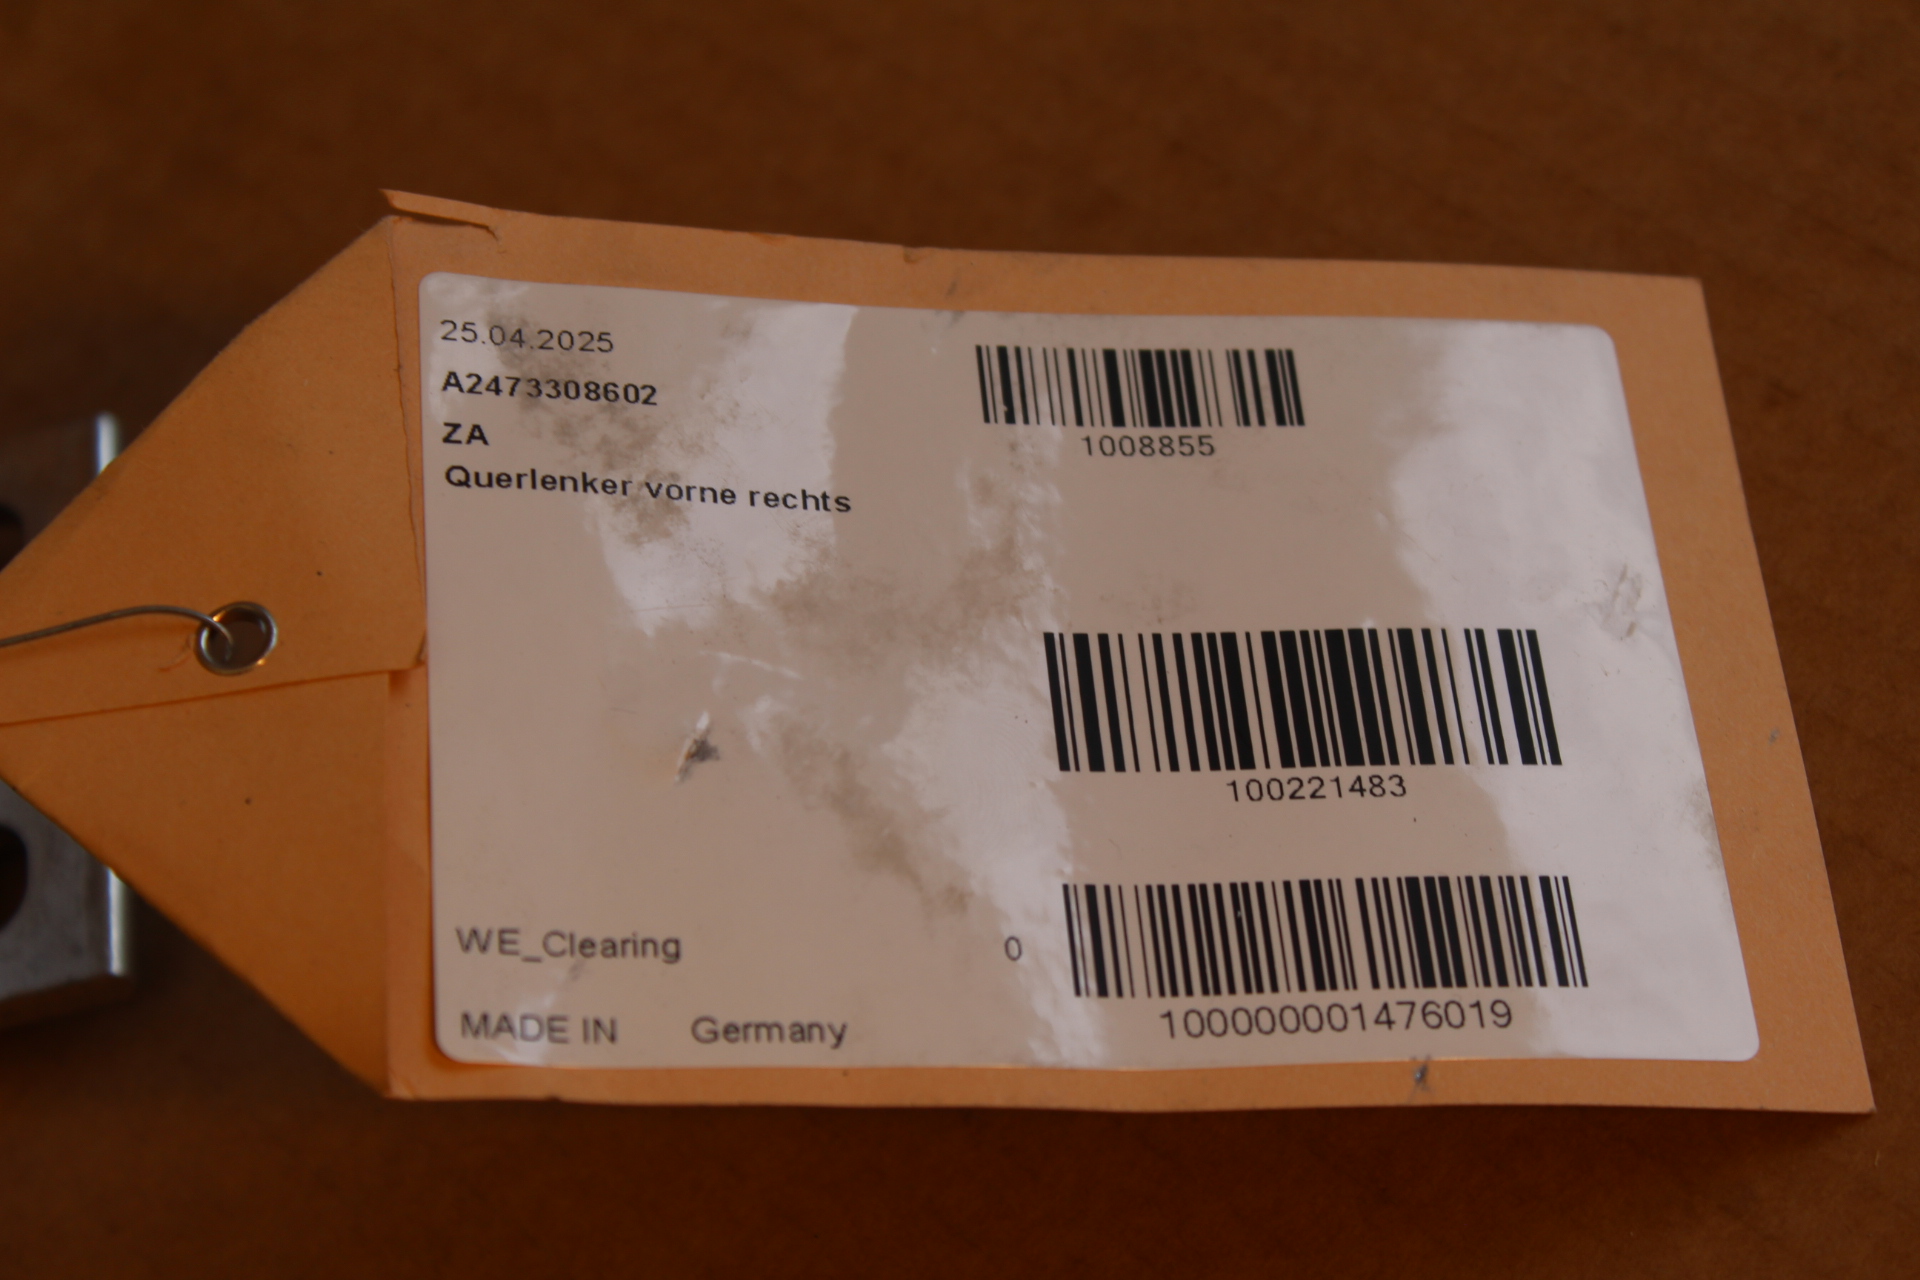 25.04.2025
A2473308602
ZA
Querlenker vorne rechts
1008855
100221483
WE_Clearing 0
100000001476019
MADE IN Germany